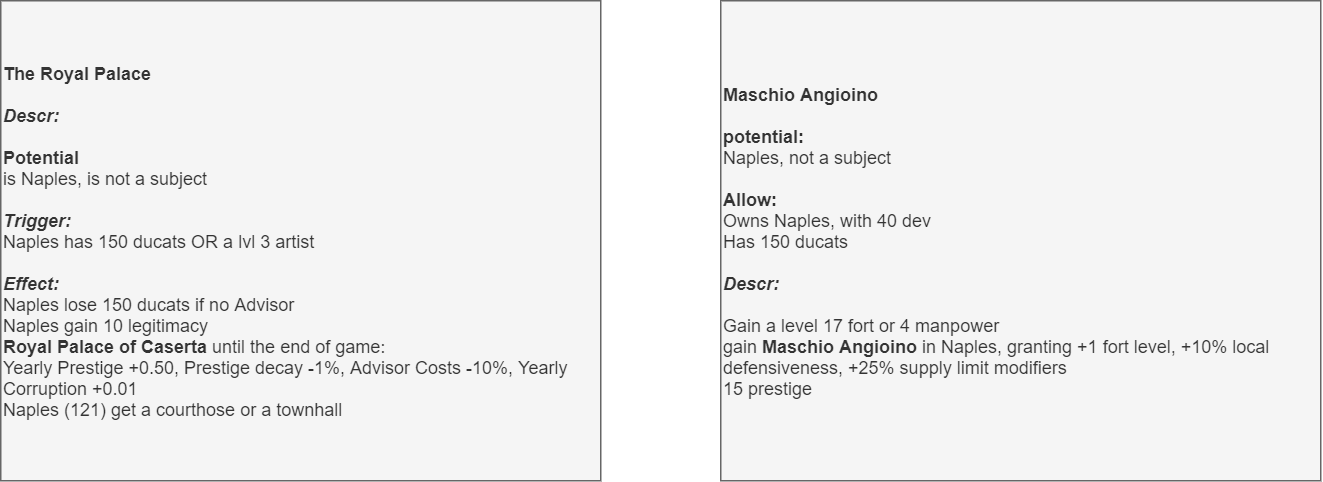 The Royal Palace
Descr:
Potential
is Naples, is not a subject
Trigger:
Naples has 150 ducats OR a lvl 3 artist
Effect:
Naples lose 150 ducats if no Advisor
Naples gain 10 legitimacy
Royal Palace of Caserta until the end of game:
Yearly Prestige +0.50, Prestige decay -1%, Advisor Costs -10%, Yearly
Corruption +0.01
Naples (121) get a courthose or a townhall
Maschio Angioino
potential:
Naples, not a subject
Allow:
Owns Naples, with 40 dev
Has 150 ducats
Descr:
Gain a level 17 fort or 4 manpower
gain Maschio Angioino in Naples, granting +1 fort level, +10% local
defensiveness, +25% supply limit modifiers
15 prestige